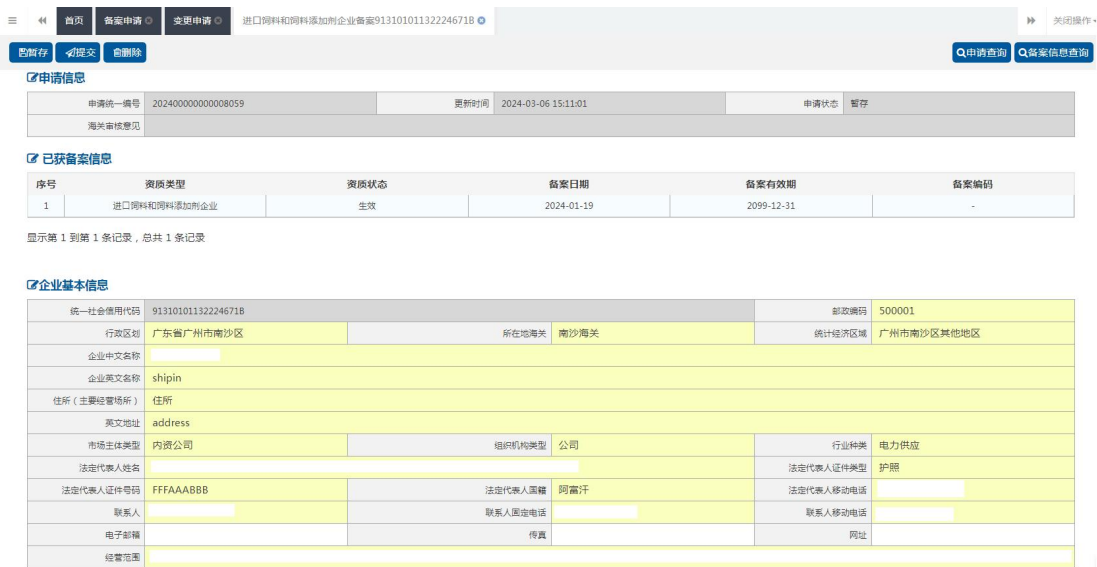 首页 备案申请 变更申请 进口饲料和饲料添加剂企业备案91310101132224671B 关闭操作
暂存 提交 删除 申请查询 备案信息查询
申请信息
申请统一编号 202400000000008059 更新时间 2024-03-06 15:11:01 申请状态 暂存
海关审核意见
已获备案信息
序号 资质类型 资质状态 备案日期 备案有效期 备案编码
1 进口饲料和饲料添加剂企业 生效 2024-01-19 2099-12-31 -
显示第 1 到第 1 条记录，总共 1 条记录
企业基本信息
统一社会信用代码 91310101132224671B 邮政编码 500001
行政区划 广东省广州市南沙区 所在地海关 南沙海关 统计经济区域 广州市南沙区其他地区
企业中文名称
企业英文名称 shipin
住所（主要经营场所） 住所
英文地址 address
市场主体类型 内资公司 组织机构类型 公司 行业种类 电力供应
法定代表人姓名 法定代表人证件类型 护照
法定代表人证件号码 FFFAAABBB 法定代表人国籍 阿富汗 法定代表人移动电话
联系人 联系人固定电话 联系人移动电话
电子邮箱 传真 网址
经营范围